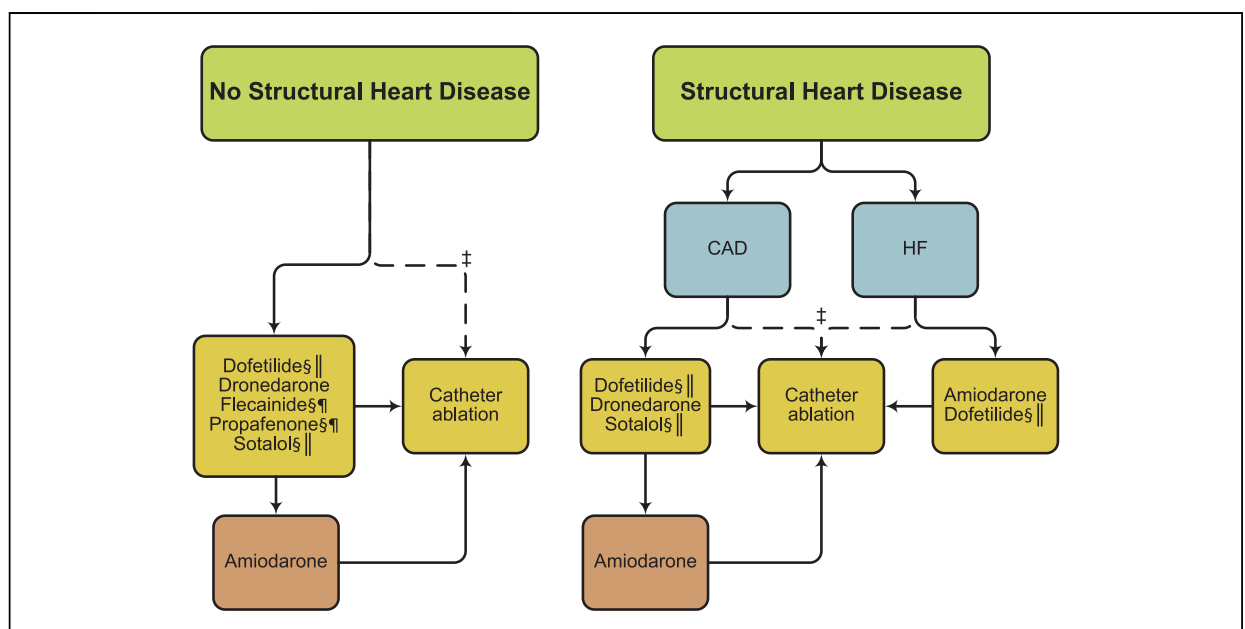 No Structural Heart Disease
Structural Heart Disease
CAD
HF
‡
‡
Dofetilide§||
Dronedarone
Flecainide§¶
Propafenone§¶
Sotalol§||
Catheter
ablation
Dofetilide§||
Dronedarone
Sotalol§||
Catheter
ablation
Amiodarone
Dofetilide§||
Amiodarone
Amiodarone